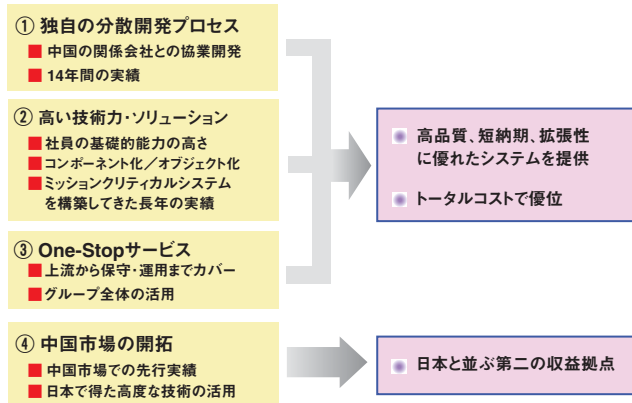 ① 独自の分散開発プロセス
■ 中国の関係会社との協業開発
■ 14年間の実績
② 高い技術力・ソリューション
■ 社員の基礎的能力の高さ
■ コンポーネント化／オブジェクト化
■ ミッションクリティカルシステム
を構築してきた長年の実績
③ One-Stopサービス
■ 上流から保守・運用までカバー
■ グループ全体の活用
高品質、短納期、拡張性
に優れたシステムを提供
トータルコストで優位
④ 中国市場の開拓
■ 中国市場での先行実績
■ 日本で得た高度な技術の活用
日本と並ぶ第二の収益拠点